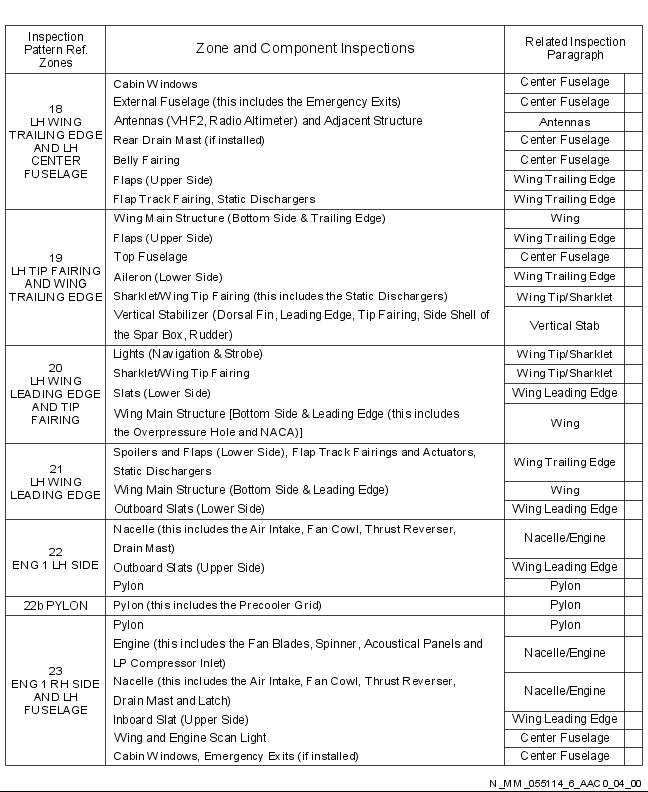 Inspection
Pattern Ref.
Zones
Zone and Component Inspections
Related Inspection
Paragraph
18
LH WING
TRAILING EDGE
AND LH
CENTER
FUSELAGE
Cabin Windows
Center Fuselage
External Fuselage (this includes the Emergency Exits)
Center Fuselage
Antennas (VHF2, Radio Altimeter) and Adjacent Structure
Antennas
Rear Drain Mast (if installed)
Center Fuselage
Belly Fairing
Center Fuselage
Flaps (Upper Side)
Wing Trailing Edge
Flap Track Fairing, Static Dischargers
Wing Trailing Edge
19
LH TIP FAIRING
AND WING
TRAILING EDGE
Wing Main Structure (Bottom Side & Trailing Edge)
Wing
Flaps (Upper Side)
Wing Trailing Edge
Top Fuselage
Center Fuselage
Aileron (Lower Side)
Wing Trailing Edge
Sharklet/Wing Tip Fairing (this includes the Static Dischargers)
Wing Tip/Sharklet
Vertical Stabilizer (Dorsal Fin, Leading Edge, Tip Fairing, Side Shell of
the Spar Box, Rudder)
Vertical Stab
20
LH WING
LEADING EDGE
AND TIP
FAIRING
Lights (Navigation & Strobe)
Wing Tip/Sharklet
Sharklet/Wing Tip Fairing
Wing Tip/Sharklet
Slats (Lower Side)
Wing Leading Edge
Wing Main Structure [Bottom Side & Leading Edge (this includes
the Overpressure Hole and NACA)]
Wing
21
LH WING
LEADING EDGE
Spoilers and Flaps (Lower Side), Flap Track Fairings and Actuators,
Static Dischargers
Wing Trailing Edge
Wing Main Structure (Bottom Side & Leading Edge)
Wing
Outboard Slats (Lower Side)
Wing Leading Edge
22
ENG 1 LH SIDE
Nacelle (this includes the Air Intake, Fan Cowl, Thrust Reverser,
Drain Mast)
Nacelle/Engine
Outboard Slats (Upper Side)
Wing Leading Edge
Pylon
Pylon
22b PYLON
Pylon (this includes the Precooler Grid)
Pylon
23
ENG 1 RH SIDE
AND LH
FUSELAGE
Pylon
Pylon
Engine (this includes the Fan Blades, Spinner, Acoustical Panels and
LP Compressor Inlet)
Nacelle/Engine
Nacelle (this includes the Air Intake, Fan Cowl, Thrust Reverser,
Drain Mast and Latch)
Nacelle/Engine
Inboard Slat (Upper Side)
Wing Leading Edge
Wing and Engine Scan Light
Center Fuselage
Cabin Windows, Emergency Exits (if installed)
Center Fuselage
N_MM_055114_6_AAC0_04_00